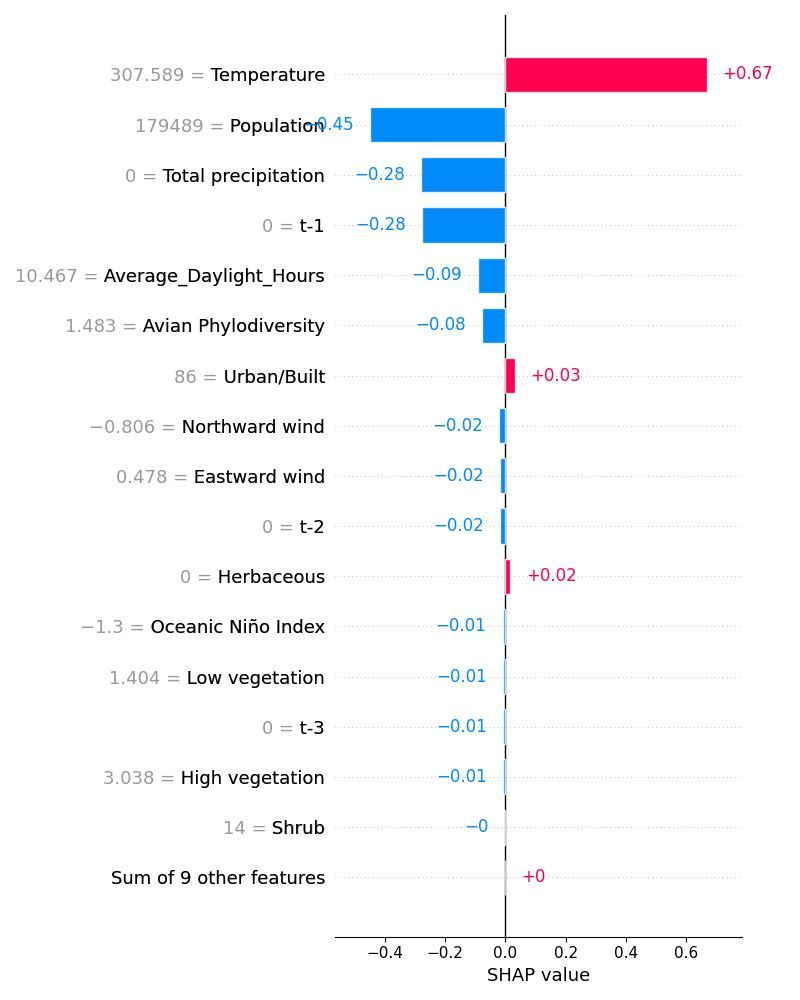 307.589 = Temperature +0.67
179489 = Population −0.45
0 = Total precipitation −0.28
0 = t-1 −0.28
10.467 = Average_Daylight_Hours −0.09
1.483 = Avian Phylodiversity −0.08
86 = Urban/Built +0.03
−0.806 = Northward wind −0.02
0.478 = Eastward wind −0.02
0 = t-2 −0.02
0 = Herbaceous +0.02
−1.3 = Oceanic Niño Index −0.01
1.404 = Low vegetation −0.01
0 = t-3 −0.01
3.038 = High vegetation −0.01
14 = Shrub −0
Sum of 9 other features +0
−0.4 −0.2 0.0 0.2 0.4 0.6
SHAP value